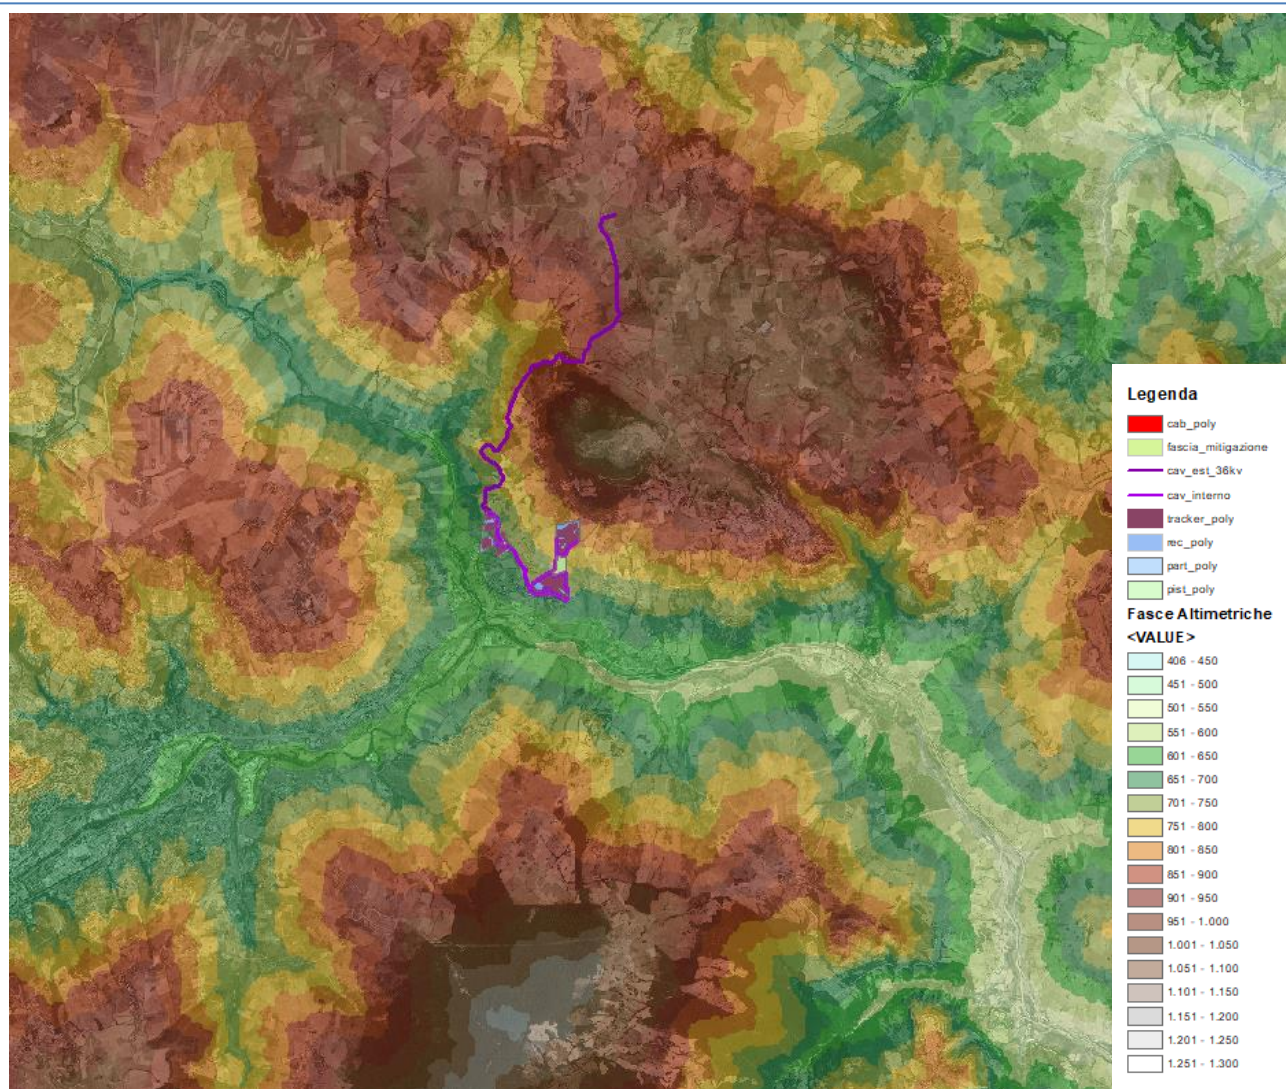 Legenda
cab_poly
fascia_mitigazione
cav_est_36kv
cav_interno
tracker_poly
rec_poly
part_poly
pist_poly
Fasce Altimetriche
<VALUE>
406 - 450
451 - 500
501 - 550
551 - 600
601 - 650
651 - 700
701 - 750
751 - 800
801 - 850
851 - 900
901 - 950
951 - 1.000
1.001 - 1.050
1.051 - 1.100
1.101 - 1.150
1.151 - 1.200
1.201 - 1.250
1.251 - 1.300